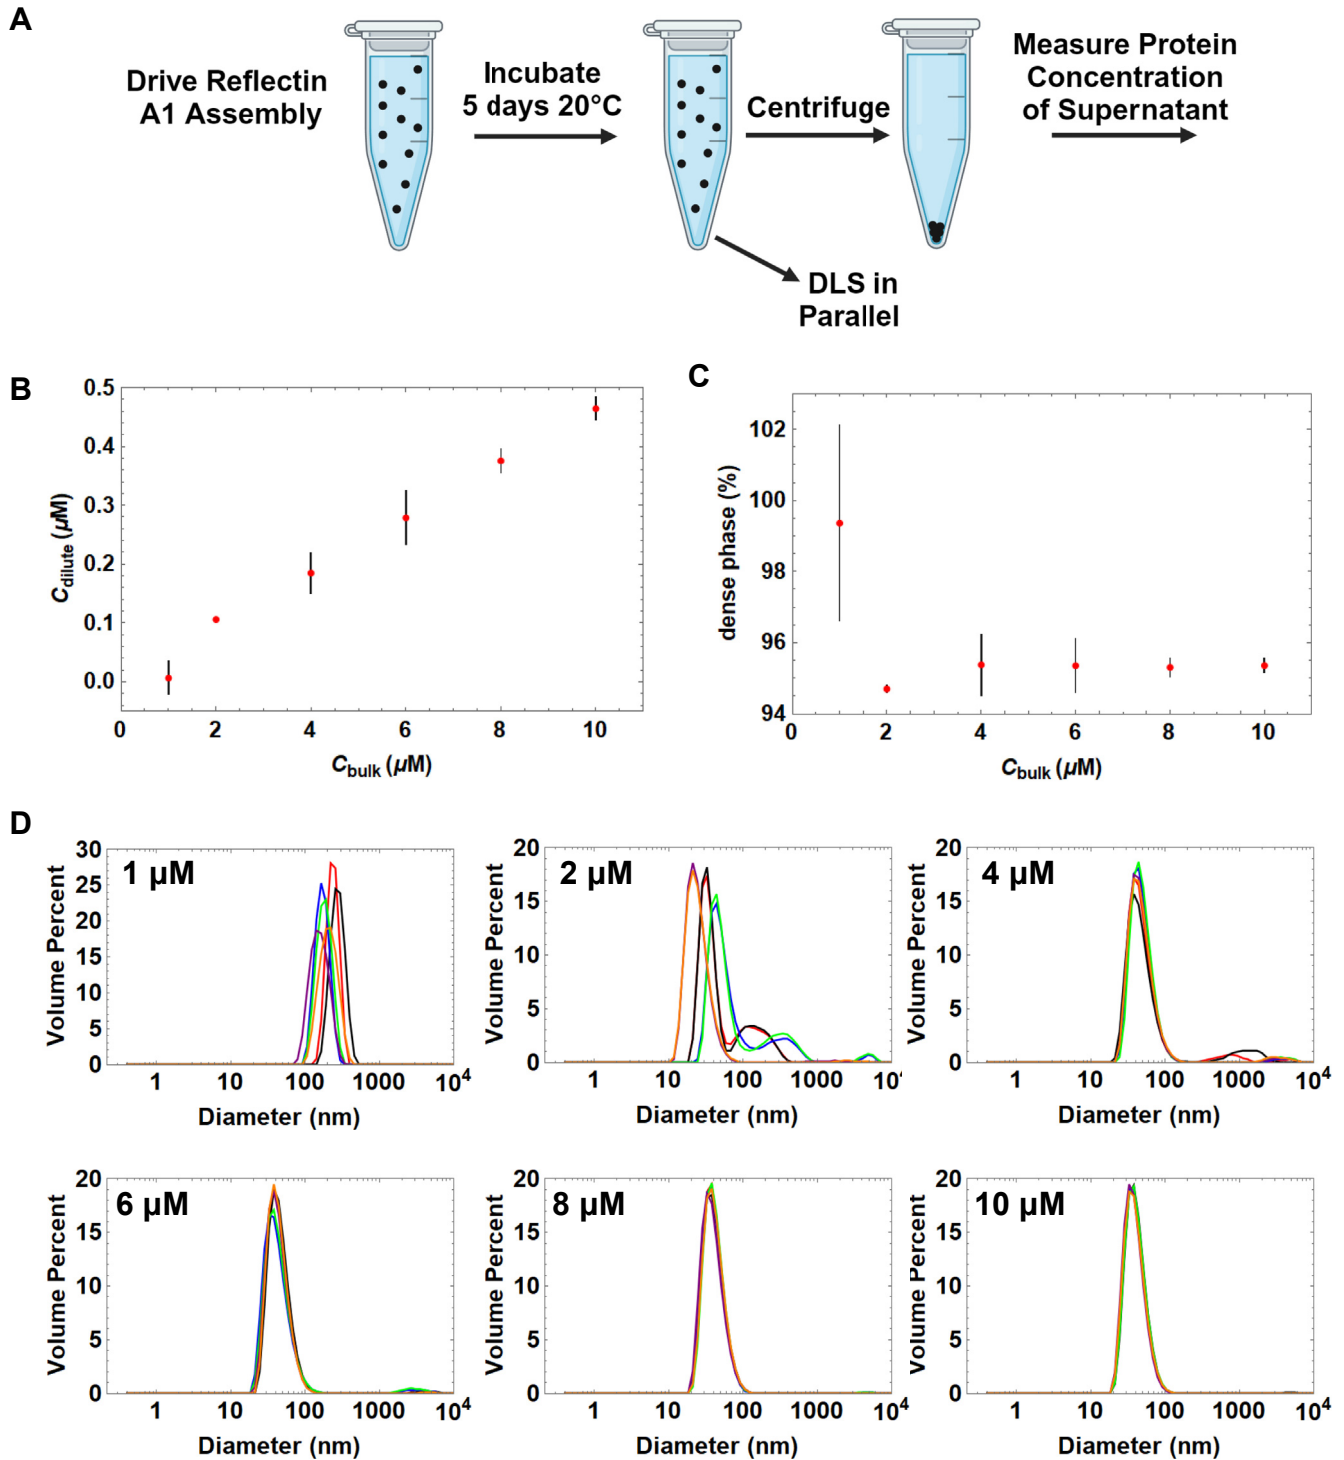 A
Drive Reflectin
A1 Assembly
Incubate
5 days 20°C
Centrifuge
Measure Protein
Concentration
of Supernatant
DLS in
Parallel
B
0.5
0.4
0.3
0.2
0.1
0.0
C_dilute (µM)
0 2 4 6 8 10
C_bulk (µM)
C
102
100
98
96
94
dense phase (%)
0 2 4 6 8 10
C_bulk (µM)
D
1 µM
30
25
20
15
10
5
0
Volume Percent
1 10 100 1000 10⁴
Diameter (nm)
2 µM
20
15
10
5
0
Volume Percent
1 10 100 1000 10⁴
Diameter (nm)
4 µM
20
15
10
5
0
Volume Percent
1 10 100 1000 10⁴
Diameter (nm)
6 µM
20
15
10
5
0
Volume Percent
1 10 100 1000 10⁴
Diameter (nm)
8 µM
20
15
10
5
0
Volume Percent
1 10 100 1000 10⁴
Diameter (nm)
10 µM
20
15
10
5
0
Volume Percent
1 10 100 1000 10⁴
Diameter (nm)